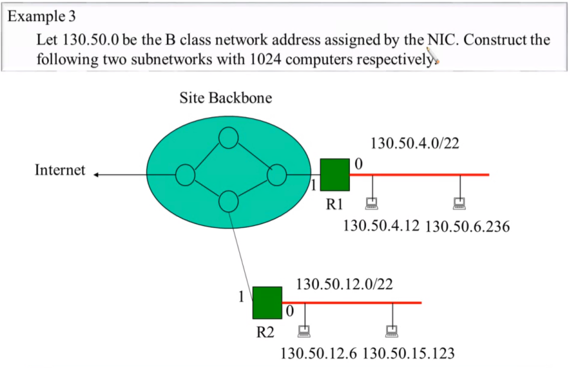 Example 3
Let 130.50.0 be the B class network address assigned by the NIC. Construct the
following two subnetworks with 1024 computers respectively.
Site Backbone
130.50.4.0/22
Internet
0
1
R1
130.50.4.12 130.50.6.236
130.50.12.0/22
1
0
R2
130.50.12.6 130.50.15.123